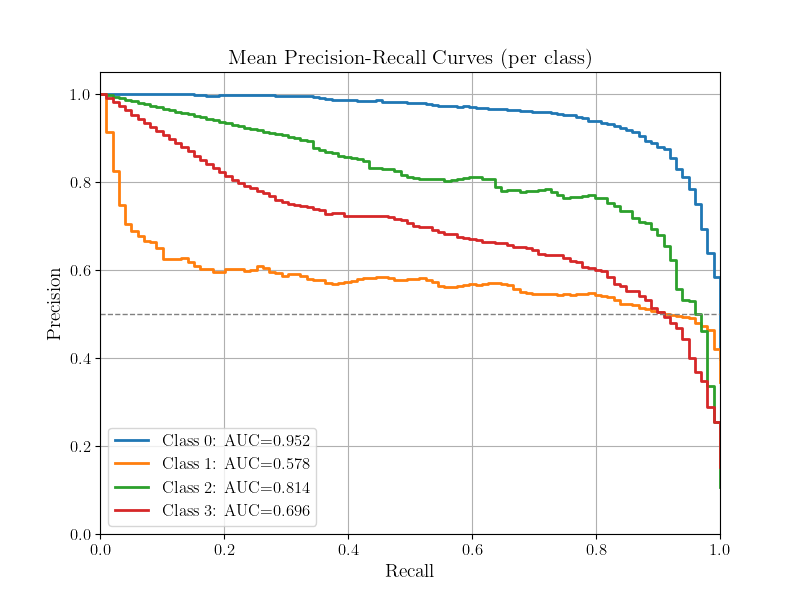 Mean Precision-Recall Curves (per class)
1.0
0.8
0.6
0.4
0.2
0.0
Precision
Class 0: AUC=0.952
Class 1: AUC=0.578
Class 2: AUC=0.814
Class 3: AUC=0.696
0.0 0.2 0.4 0.6 0.8 1.0
Recall